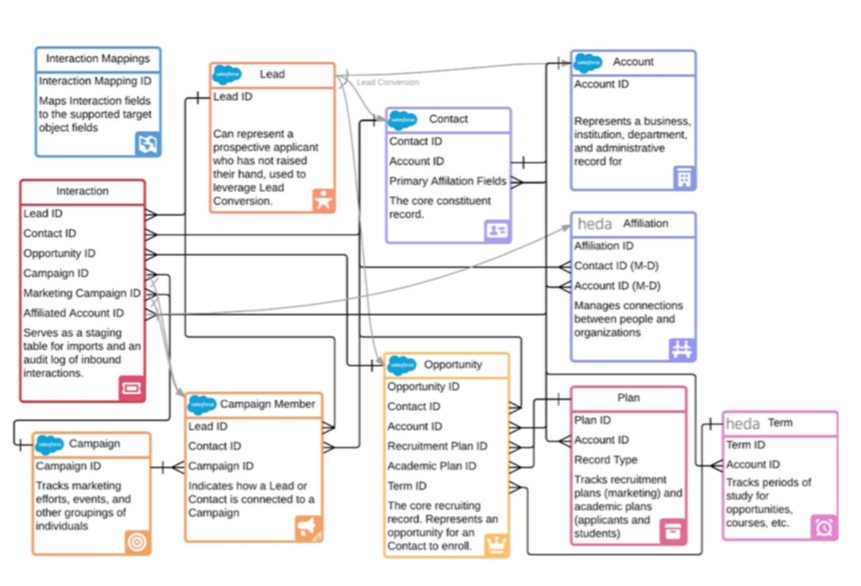 Interaction Mappings
Interaction Mapping ID
Maps Interaction fields
to the supported target
object fields
salesforce
Lead
Lead ID
Can represent a
prospective applicant
who has not raised
their hand, used to
leverage Lead
Conversion.
Lead Conversion
salesforce
Contact
Contact ID
Account ID
Primary Affilation Fields
The core constituent
record.
salesforce
Account
Account ID
Represents a business,
institution, department,
and administrative
record for
Interaction
Lead ID
Contact ID
Opportunity ID
Campaign ID
Marketing Campaign ID
Affiliated Account ID
Serves as a staging
table for imports and an
audit log of inbound
interactions.
heda Affiliation
Affiliation ID
Contact ID (M-D)
Account ID (M-D)
Manages connections
between people and
organizations
salesforce
Campaign
Campaign ID
Tracks marketing
efforts, events, and
other groupings of
individuals
salesforce
Campaign Member
Lead ID
Contact ID
Campaign ID
Indicates how a Lead or
Contact is connected to a
Campaign
salesforce
Opportunity
Opportunity ID
Contact ID
Account ID
Recruitment Plan ID
Academic Plan ID
Term ID
The core recruiting
record. Represents an
opportunity for an
Contact to enroll.
Plan
Plan ID
Account ID
Record Type
Tracks recruitment
plans (marketing) and
academic plans
(applicants and
students)
heda Term
Term ID
Account ID
Tracks periods of
study for
opportunities,
courses, etc.